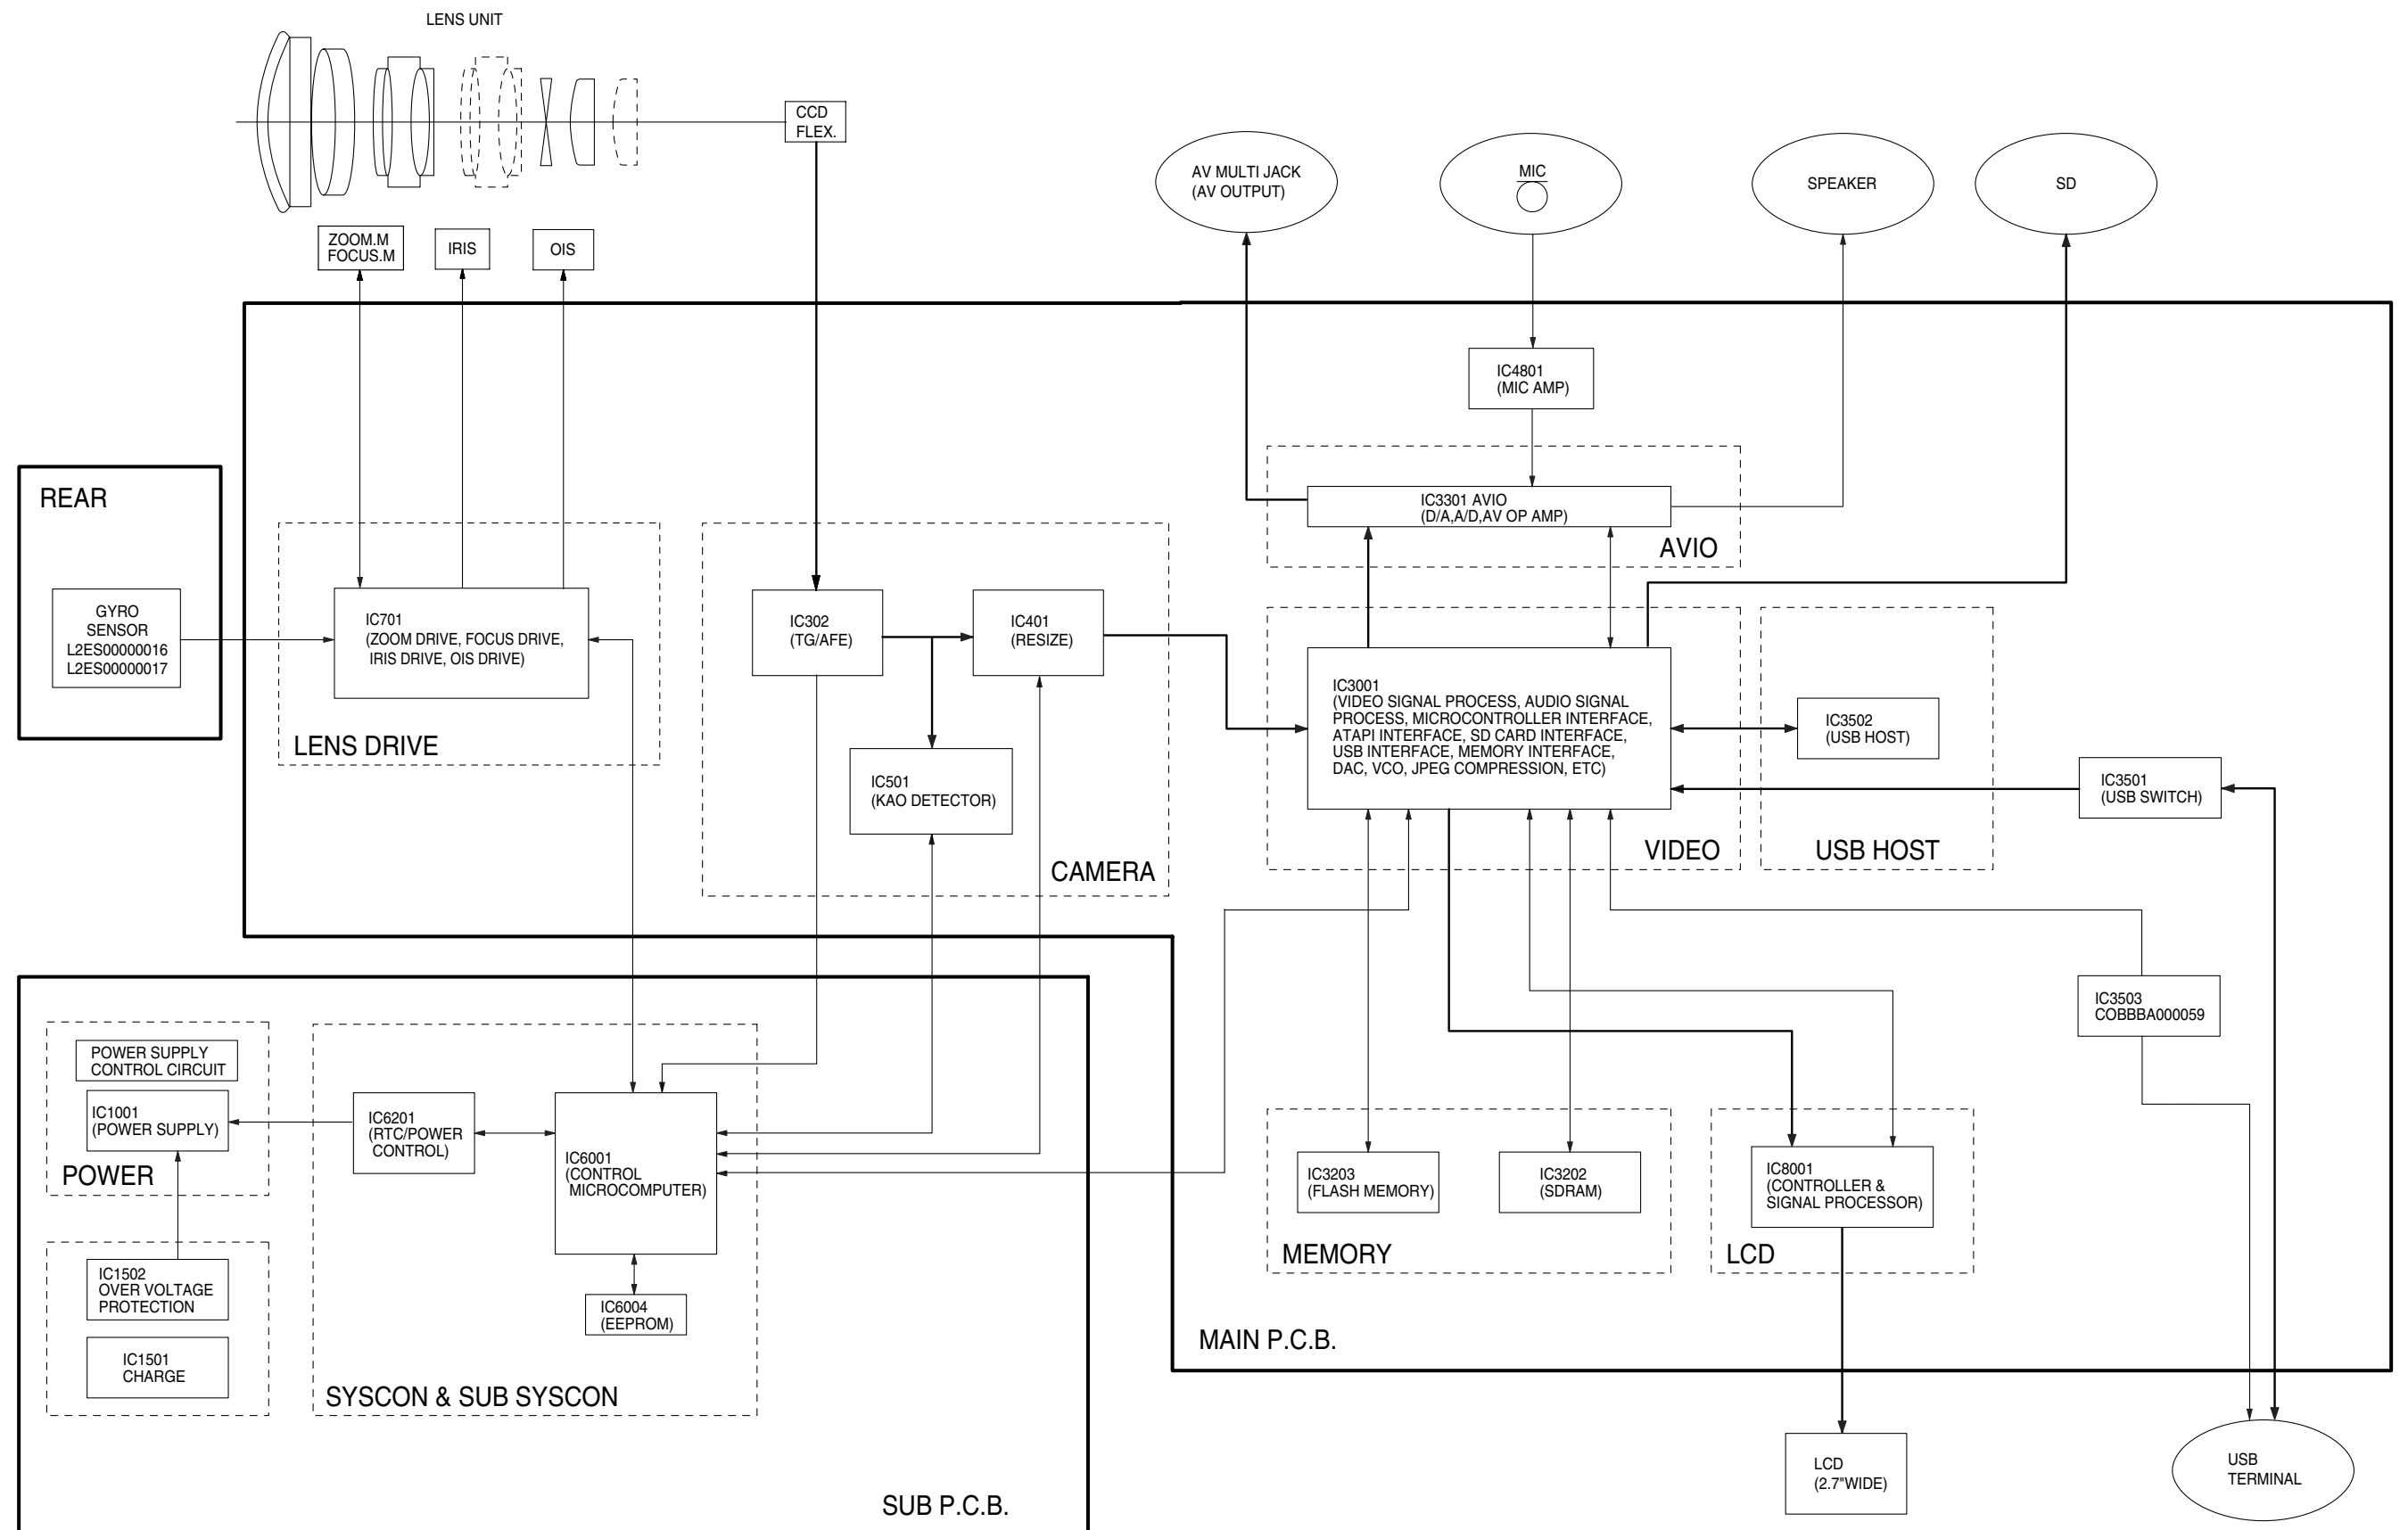 LENS UNIT
CCD
FLEX.
AV MULTI JACK
(AV OUTPUT)
MIC
SPEAKER
SD
ZOOM.M
FOCUS.M
IRIS
OIS
IC4801
(MIC AMP)
REAR
GYRO
SENSOR
L2ES00000016
L2ES00000017
IC701
(ZOOM DRIVE, FOCUS DRIVE,
IRIS DRIVE, OIS DRIVE)
LENS DRIVE
IC302
(TG/AFE)
IC401
(RESIZE)
IC501
(KAO DETECTOR)
CAMERA
IC3301 AVIO
(D/A,A/D,AV OP AMP)
AVIO
IC3001
(VIDEO SIGNAL PROCESS, AUDIO SIGNAL
PROCESS, MICROCONTROLLER INTERFACE,
ATAPI INTERFACE, SD CARD INTERFACE,
USB INTERFACE, MEMORY INTERFACE,
DAC, VCO, JPEG COMPRESSION, ETC)
VIDEO
IC3502
(USB HOST)
USB HOST
IC3501
(USB SWITCH)
IC3503
COBBBA000059
POWER SUPPLY
CONTROL CIRCUIT
IC1001
(POWER SUPPLY)
POWER
IC6201
(RTC/POWER
CONTROL)
IC6001
(CONTROL
MICROCOMPUTER)
IC6004
(EEPROM)
SYSCON & SUB SYSCON
IC1502
OVER VOLTAGE
PROTECTION
IC1501
CHARGE
SUB P.C.B.
IC3203
(FLASH MEMORY)
IC3202
(SDRAM)
MEMORY
IC8001
(CONTROLLER &
SIGNAL PROCESSOR)
LCD
MAIN P.C.B.
LCD
(2.7"WIDE)
USB
TERMINAL